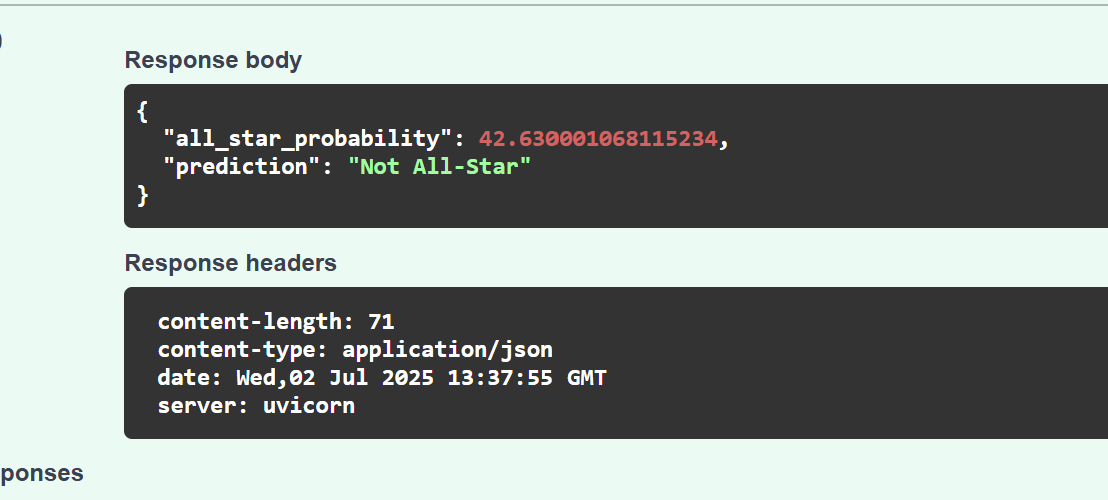 Response body
{
"all_star_probability": 42.630001068115234,
"prediction": "Not All-Star"
}
Response headers
content-length: 71
content-type: application/json
date: Wed,02 Jul 2025 13:37:55 GMT
server: uvicorn
ponses